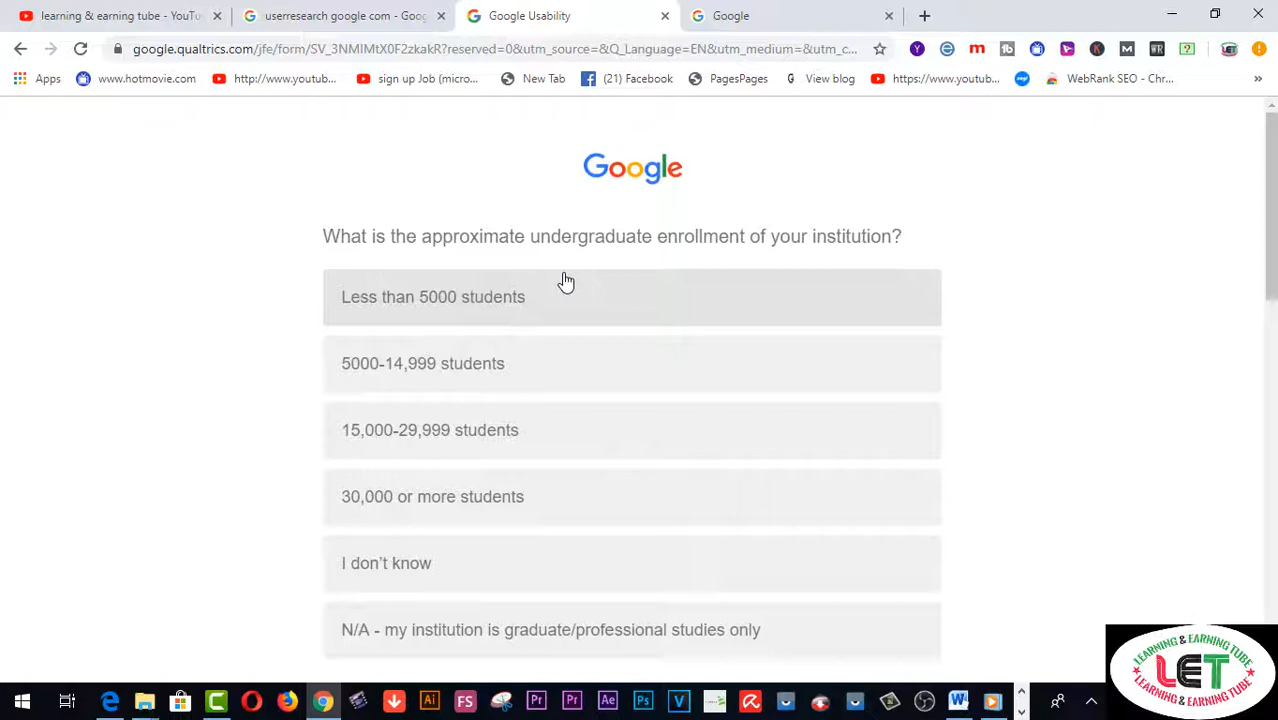 learning & earning tube - YouTu
userresearch google com - Goog
Google Usability
Google
google.qualtrics.com/jfe/form/SV_3NMIMtX0F2zkakR?reserved=0&utm_source=&Q_Language=EN&utm_medium=&utm_c...
Apps
www.hotmovie.com
http://www.youtub...
sign up Job (micro...
New Tab
(21) Facebook
PagesPages
View blog
https://www.youtub...
WebRank SEO - Chr...
Google
What is the approximate undergraduate enrollment of your institution?
Less than 5000 students
5000-14,999 students
15,000-29,999 students
30,000 or more students
I don't know
N/A - my institution is graduate/professional studies only
LEARNING & EARNING TUBE
LET
LEARNING & EARNING TUBE